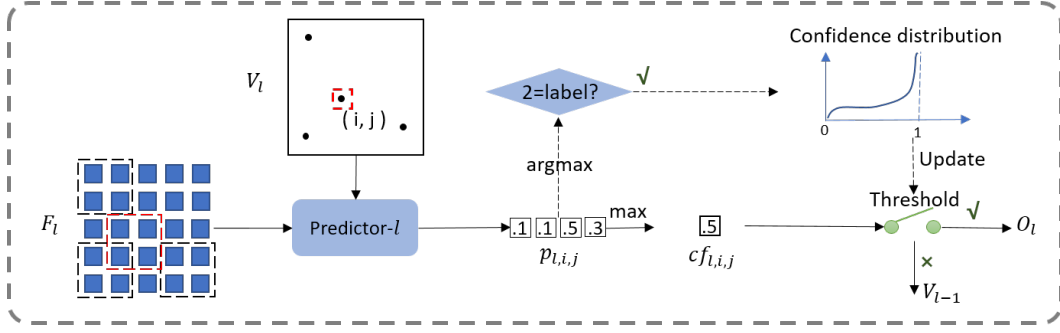 Confidence distribution
V_l
√
2=label?
( i, j )
0
1
argmax
Update
F_l
Predictor-l
.1 .1 .5 .3
max
.5
Threshold
√
O_l
p_{l,i,j}
cf_{l,i,j}
×
V_{l−1}